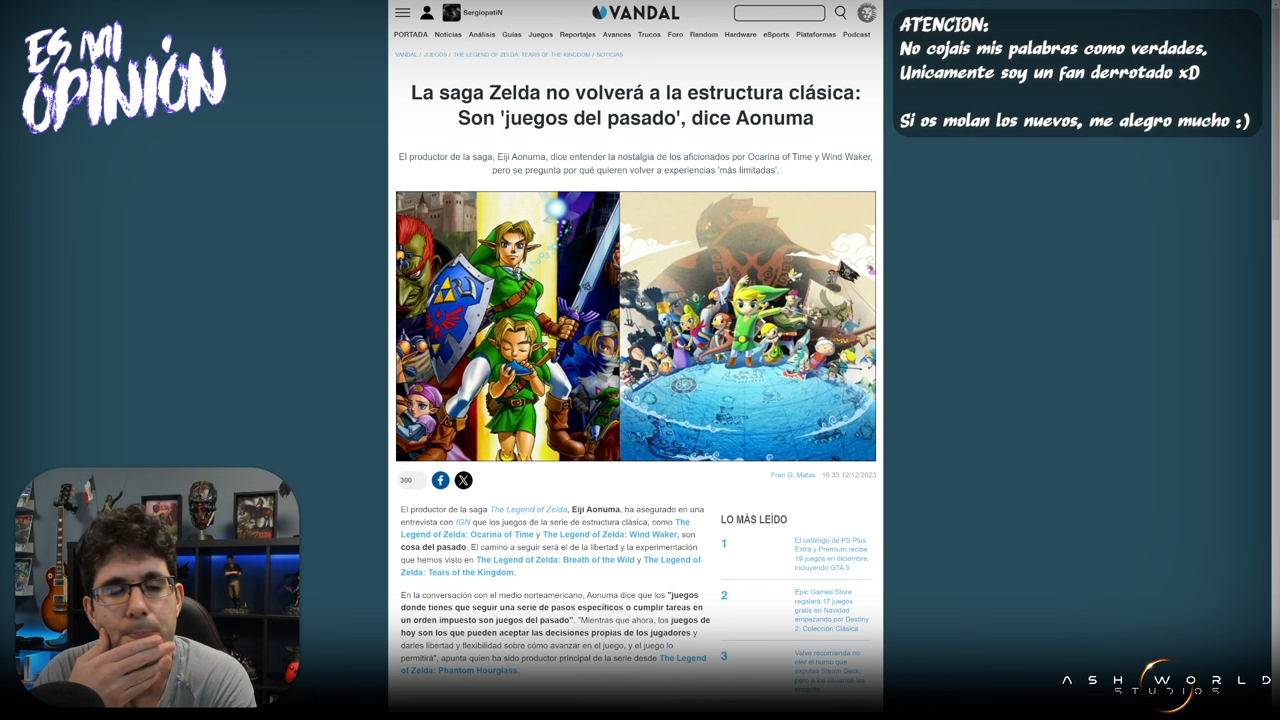 ES MI
OPINIÓN
SergiopatiN
VANDAL
PORTADA Noticias Análisis Guías Juegos Reportajes Avances Trucos Foro Random Hardware eSports Plataformas Podcast
VANDAL / JUEGOS / THE LEGEND OF ZELDA: TEARS OF THE KINGDOM / NOTICIAS
La saga Zelda no volverá a la estructura clásica:
Son 'juegos del pasado', dice Aonuma
El productor de la saga, Eiji Aonuma, dice entender la nostalgia de los aficionados por Ocarina of Time y Wind Waker,
pero se pregunta por qué quieren volver a experiencias 'más limitadas'.
300
Fran G. Matas · 16:33 12/12/2023
El productor de la saga The Legend of Zelda, Eiji Aonuma, ha asegurado en una
entrevista con IGN que los juegos de la serie de estructura clásica, como The
Legend of Zelda: Ocarina of Time y The Legend of Zelda: Wind Waker, son
cosa del pasado. El camino a seguir será el de la libertad y la experimentación
que hemos visto en The Legend of Zelda: Breath of the Wild y The Legend of
Zelda: Tears of the Kingdom.
En la conversación con el medio norteamericano, Aonuma dice que los "juegos
donde tienes que seguir una serie de pasos específicos o cumplir tareas en
un orden impuesto son juegos del pasado". "Mientras que ahora, los juegos de
hoy son los que pueden aceptar las decisiones propias de los jugadores y
darles libertad y flexibilidad sobre cómo avanzar en el juego, y el juego lo
permitirá", apunta quien ha sido productor principal de la serie desde The Legend
of Zelda: Phantom Hourglass.
LO MÁS LEÍDO
1
El catálogo de PS Plus
Extra y Premium recibe
19 juegos en diciembre,
incluyendo GTA 5
2
Epic Games Store
regalará 17 juegos
gratis en Navidad
empezando por Destiny
2: Colección Clásica
3
Valve recomienda no
oler el humo que
expulsa Steam Deck,
pero a los usuarios les
encanta
ATENCION:
No cojais mis palabras como verdades,
Unicamente soy un fan derrotado xD
Si os molan los nuevos, me alegro mucho :)
ASH WORLD
STUDIOS